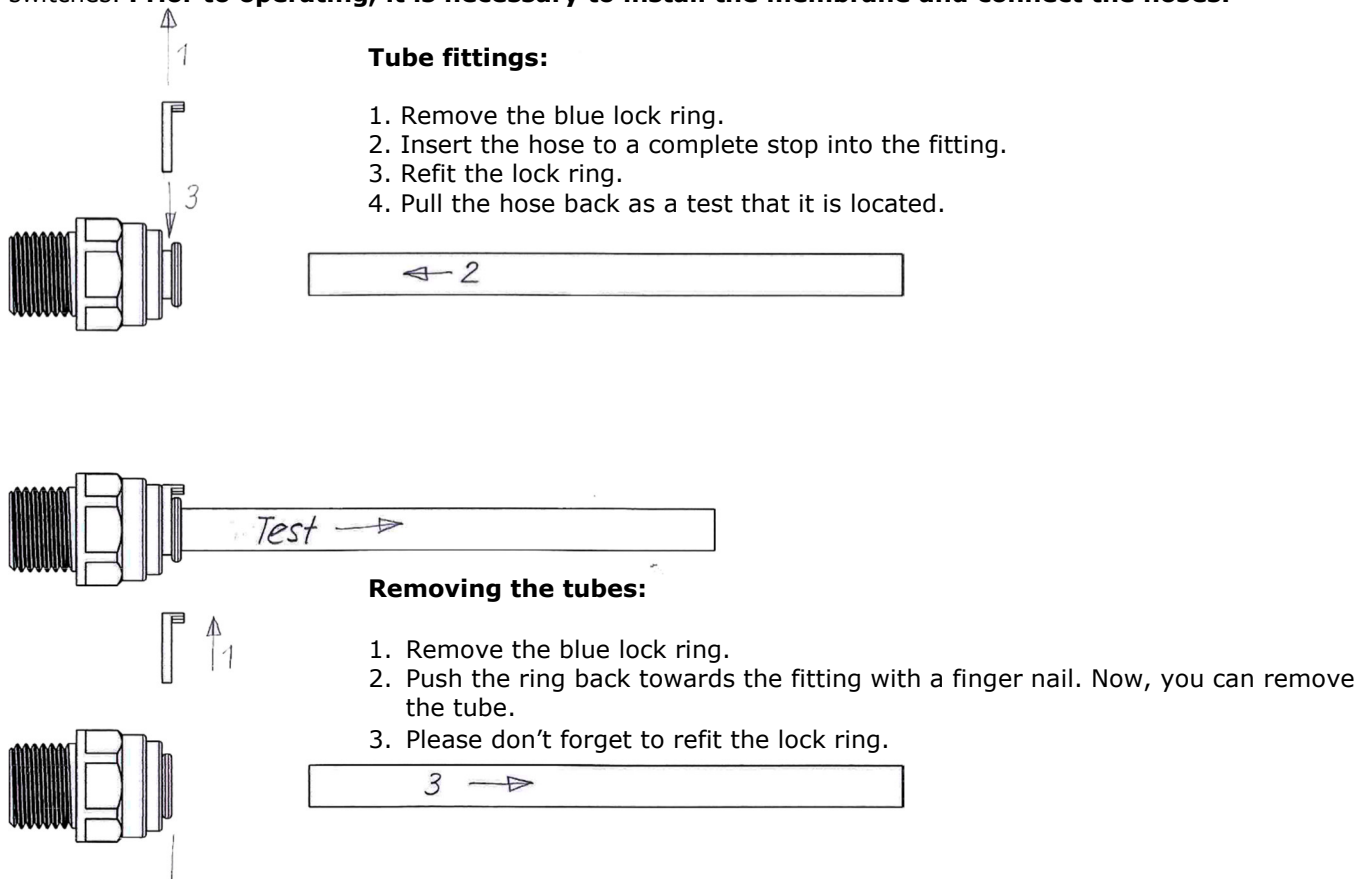 switches. Prior to operating, it is necessary to install the membrane and connect the hoses.
1
Tube fittings:
1. Remove the blue lock ring.
2. Insert the hose to a complete stop into the fitting.
3. Refit the lock ring.
3
4. Pull the hose back as a test that it is located.
2
Test
Removing the tubes:
1
1. Remove the blue lock ring.
2. Push the ring back towards the fitting with a finger nail. Now, you can remove
the tube.
3. Please don't forget to refit the lock ring.
3